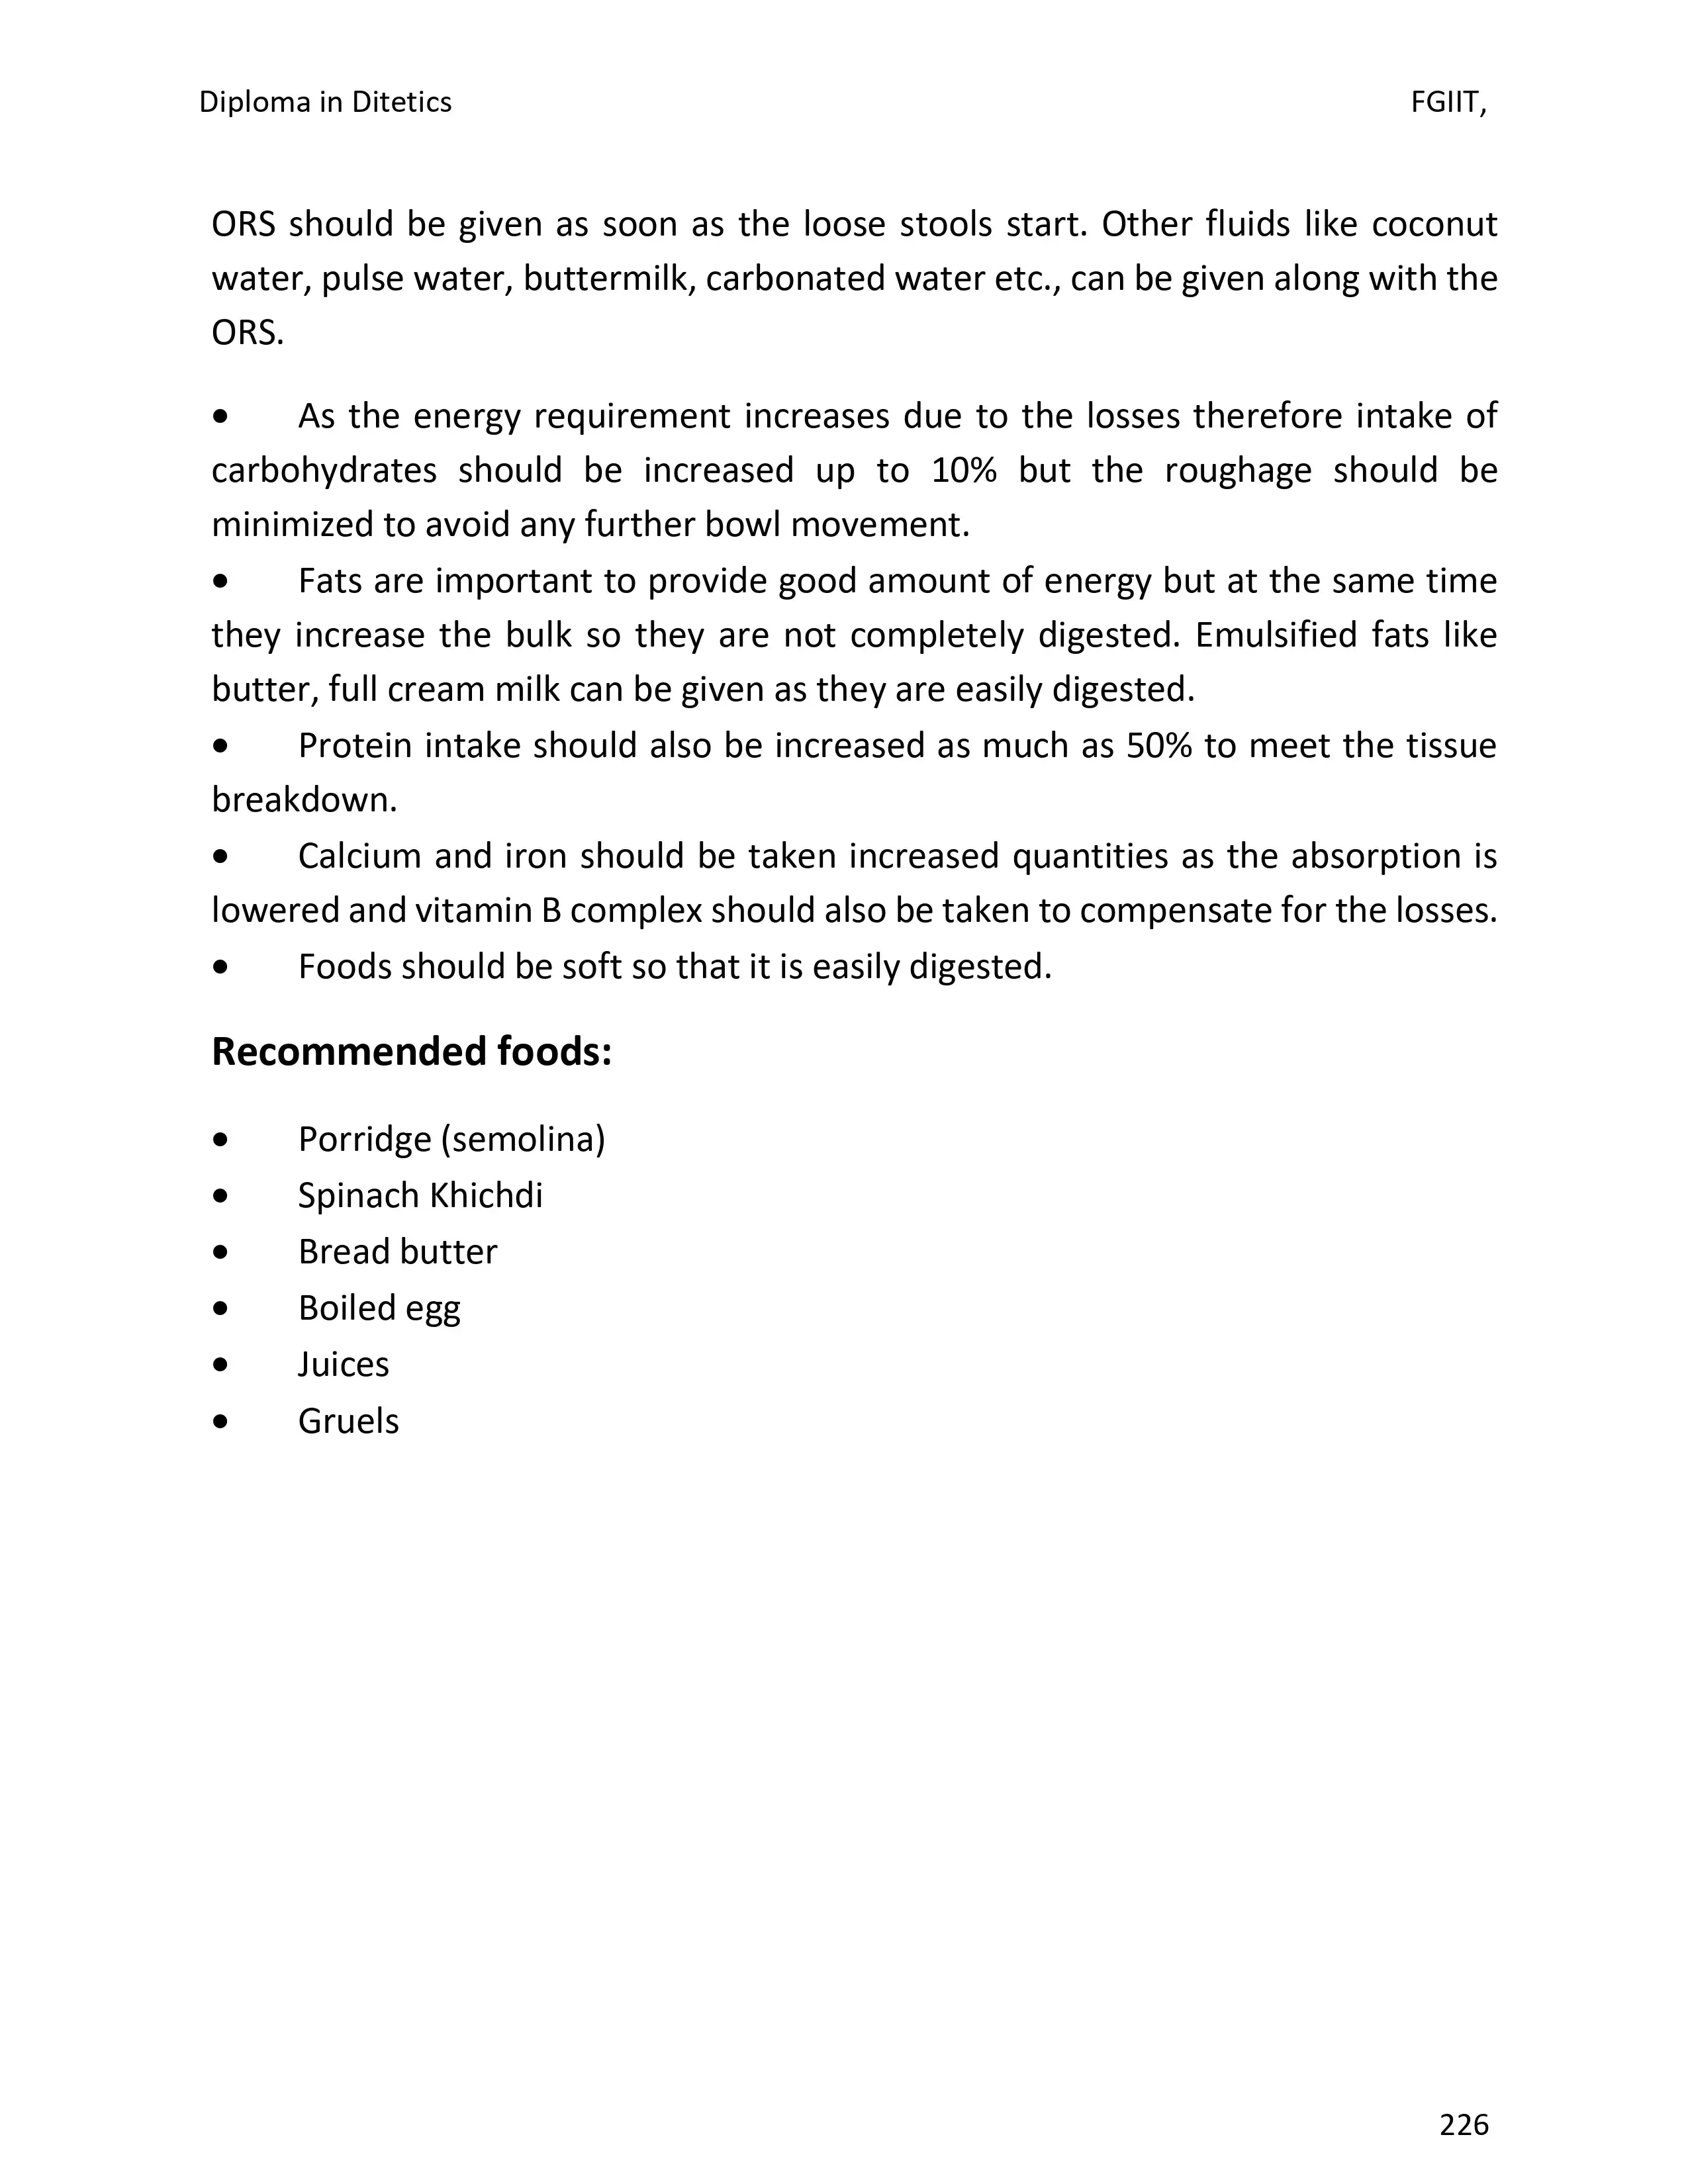 Diploma in Ditetics FGIIT,
ORS should be given as soon as the loose stools start. Other fluids like coconut
water, pulse water, buttermilk, carbonated water etc., can be given along with the
ORS.
• As the energy requirement increases due to the losses therefore intake of
carbohydrates should be increased up to 10% but the roughage should be
minimized to avoid any further bowl movement.
• Fats are important to provide good amount of energy but at the same time
they increase the bulk so they are not completely digested. Emulsified fats like
butter, full cream milk can be given as they are easily digested.
• Protein intake should also be increased as much as 50% to meet the tissue
breakdown.
• Calcium and iron should be taken increased quantities as the absorption is
lowered and vitamin B complex should also be taken to compensate for the losses.
• Foods should be soft so that it is easily digested.
Recommended foods:
• Porridge (semolina)
• Spinach Khichdi
• Bread butter
• Boiled egg
• Juices
• Gruels
226